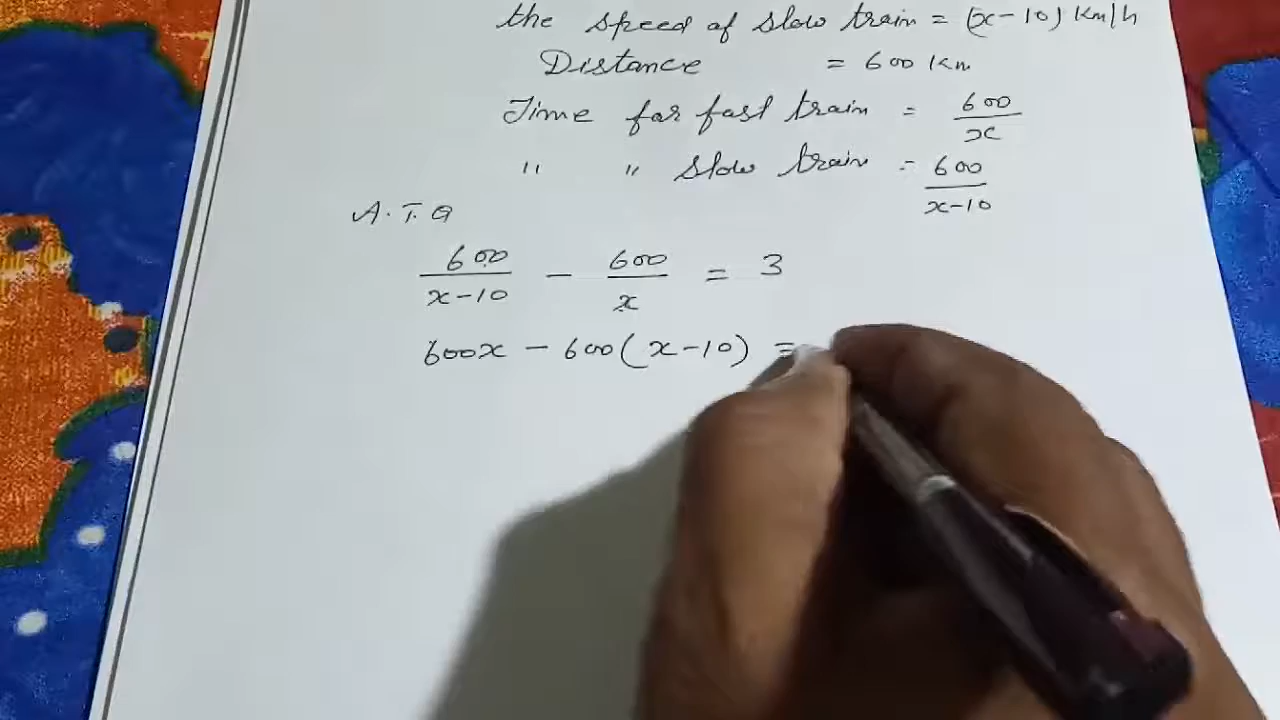 the speed of slow train = (x-10) Km/h
Distance = 600 Km
Time for fast train = 600/x
" " slow train = 600/x-10
A.T.Q
600/x-10 - 600/x = 3
600x - 600(x-10) =